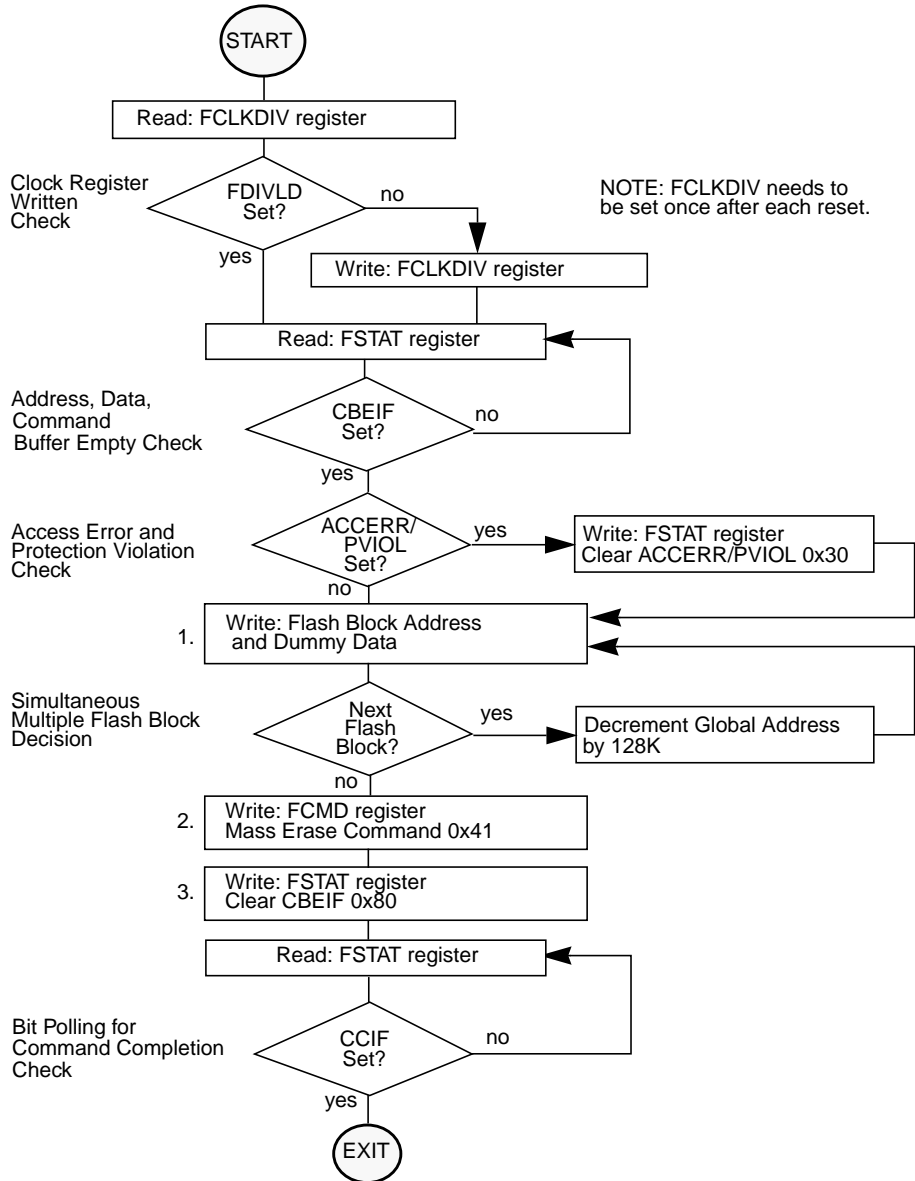 START
Read: FCLKDIV register
Clock Register
Written
Check
FDIVLD
Set?
no
yes
NOTE: FCLKDIV needs to
be set once after each reset.
Write: FCLKDIV register
Read: FSTAT register
Address, Data,
Command
Buffer Empty Check
CBEIF
Set?
no
yes
Access Error and
Protection Violation
Check
ACCERR/
PVIOL
Set?
yes
no
Write: FSTAT register
Clear ACCERR/PVIOL 0x30
1.
Write: Flash Block Address
and Dummy Data
Simultaneous
Multiple Flash Block
Decision
Next
Flash
Block?
yes
no
Decrement Global Address
by 128K
2.
Write: FCMD register
Mass Erase Command 0x41
3.
Write: FSTAT register
Clear CBEIF 0x80
Read: FSTAT register
Bit Polling for
Command Completion
Check
CCIF
Set?
no
yes
EXIT